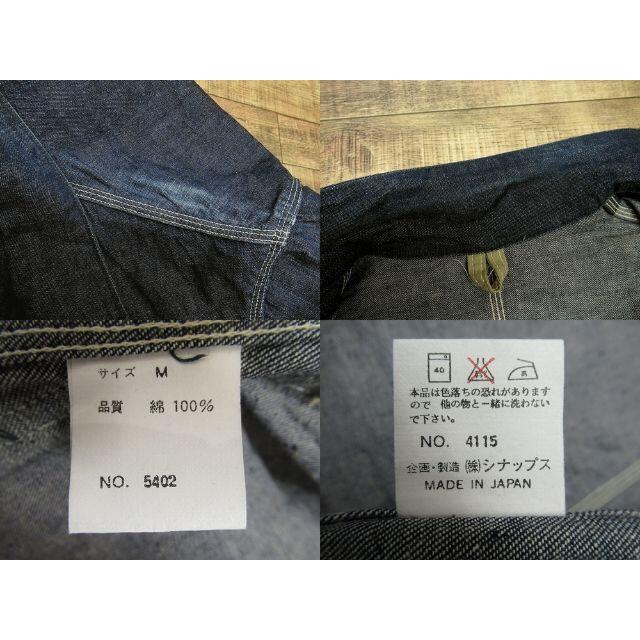 サイズ M
品質 綿 100%
NO. 5402
40
本品は色落ちの恐れがあります
ので 他の物と一緒に洗わない
で下さい。
NO. 4115
企画・製造 ㈱シナップス
MADE IN JAPAN